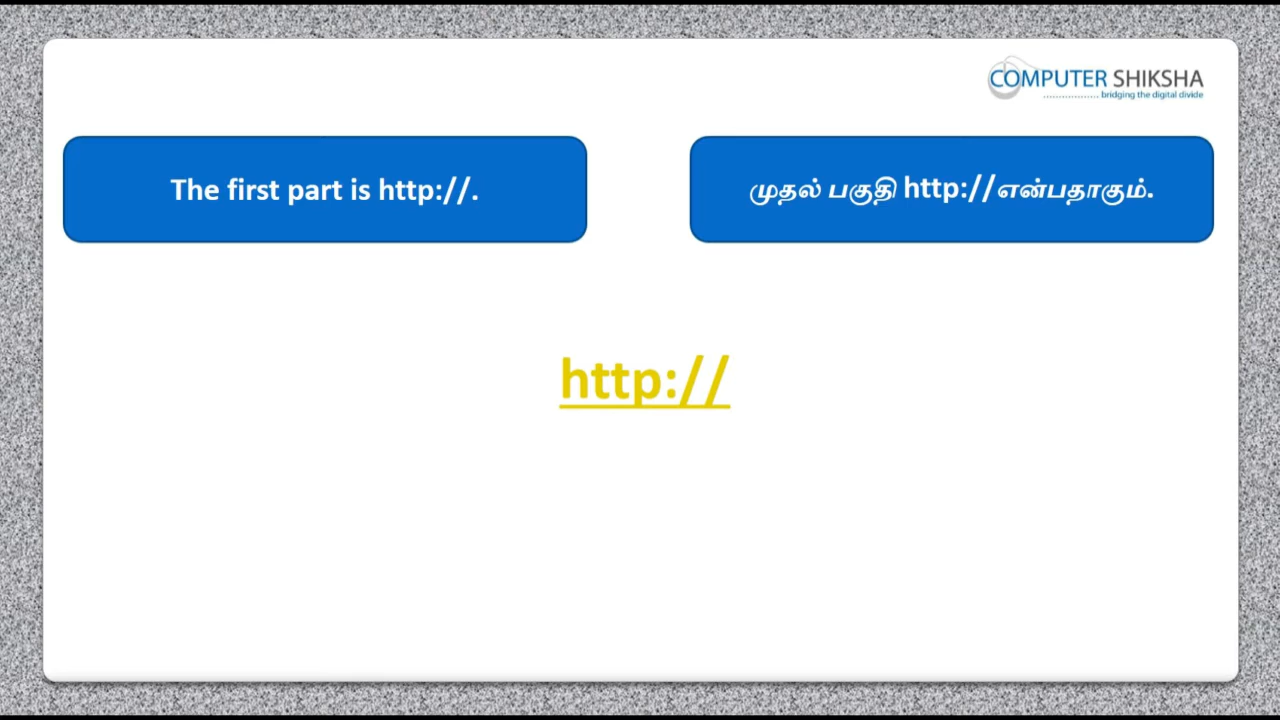 COMPUTER SHIKSHA
bridging the digital divide
The first part is http://.
முதல் பகுதி http://என்பதாகும்.
http://